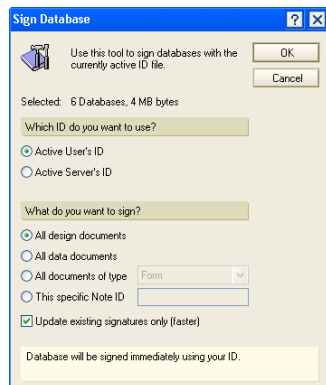 Sign Database
Use this tool to sign databases with the
currently active ID file.
OK
Cancel
Selected: 6 Databases, 4 MB bytes
Which ID do you want to use?
Active User's ID
Active Server's ID
What do you want to sign?
All design documents
All data documents
All documents of type Form
This specific Note ID
Update existing signatures only (faster)
Database will be signed immediately using your ID.